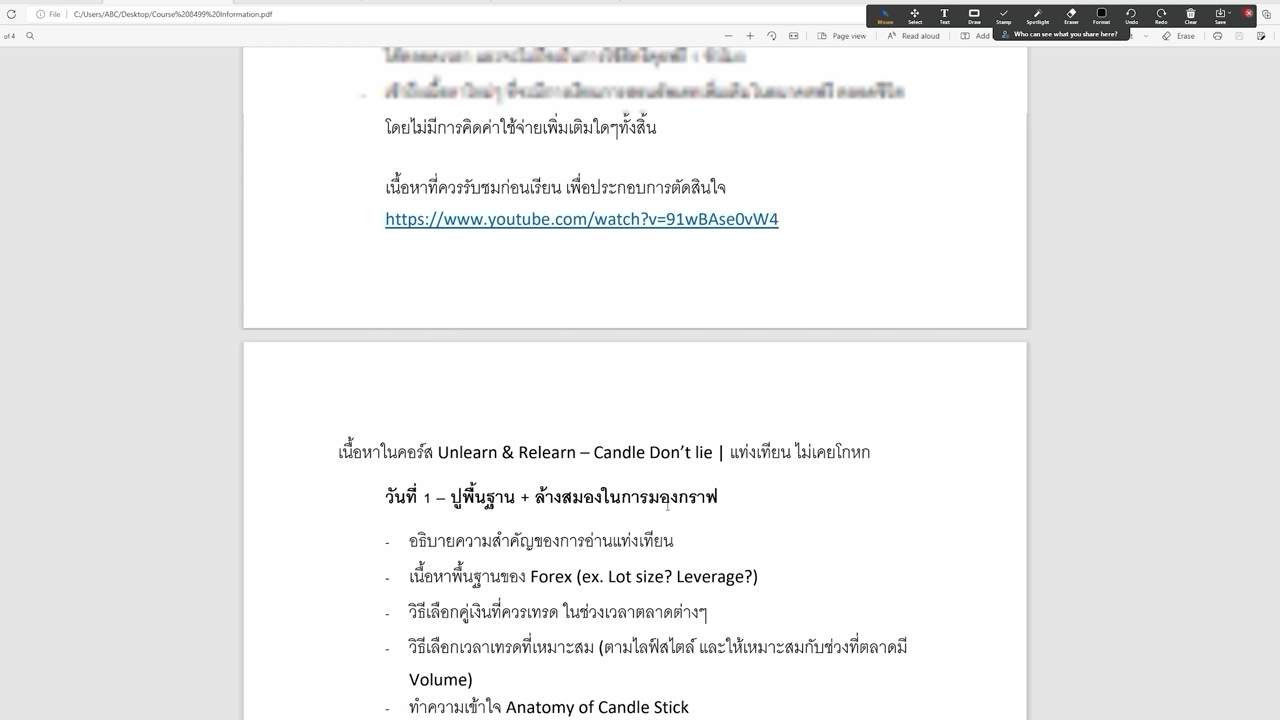 File C:/Users/ABC/Desktop/Course%208499%20Information.pdf
Mouse Select Text Draw Stamp Spotlight Eraser Format Undo Redo Clear Save
Who can see what you share here?
of 4 Page view Read aloud Add Erase
โดยไม่มีการคิดค่าใช้จ่ายเพิ่มเติมใดๆทั้งสิ้น
เนื้อหาที่ควรรับชมก่อนเรียน เพื่อประกอบการตัดสินใจ
https://www.youtube.com/watch?v=91wBAse0vW4
เนื้อหาในคอร์ส Unlearn & Relearn – Candle Don’t lie | แท่งเทียน ไม่เคยโกหก
วันที่ 1 – ปูพื้นฐาน + ล้างสมองในการมองกราฟ
- อธิบายความสำคัญของการอ่านแท่งเทียน
- เนื้อหาพื้นฐานของ Forex (ex. Lot size? Leverage?)
- วิธีเลือกคู่เงินที่ควรเทรด ในช่วงเวลาตลาดต่างๆ
- วิธีเลือกเวลาเทรดที่เหมาะสม (ตามไลฟ์สไตล์ และให้เหมาะสมกับช่วงที่ตลาดมี
Volume)
- ทำความเข้าใจ Anatomy of Candle Stick